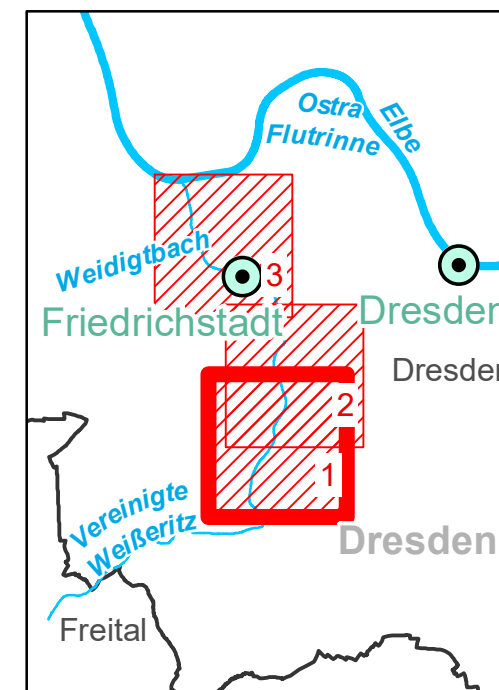 Ostra
Flutrinne
Elbe
Weidigtbach
3
Friedrichstadt
Dresden
Dresden
2
1
Vereinigte
Weißeritz
Dresden
Freital